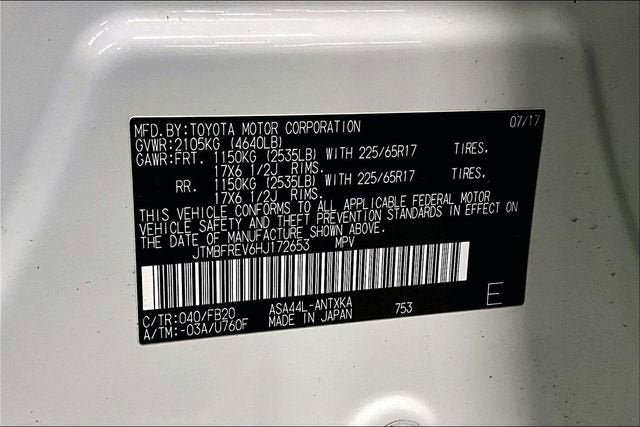 MFD.BY:TOYOTA MOTOR CORPORATION 07/17
GVWR:2105KG (4640LB)
GAWR:FRT. 1150KG (2535LB) WITH 225/65R17 TIRES.
17X6 1/2J RIMS.
RR. 1150KG (2535LB) WITH 225/65R17 TIRES.
17X6 1/2J RIMS.
THIS VEHICLE CONFORMS TO ALL APPLICABLE FEDERAL MOTOR
VEHICLE SAFETY AND THEFT PREVENTION STANDARDS IN EFFECT ON
THE DATE OF MANUFACTURE SHOWN ABOVE.
JTMBFREV6HJ172653 MPV
C/TR:040/FB20 ASA44L-ANTXKA 753 E
A/TM:-03A/U760F MADE IN JAPAN